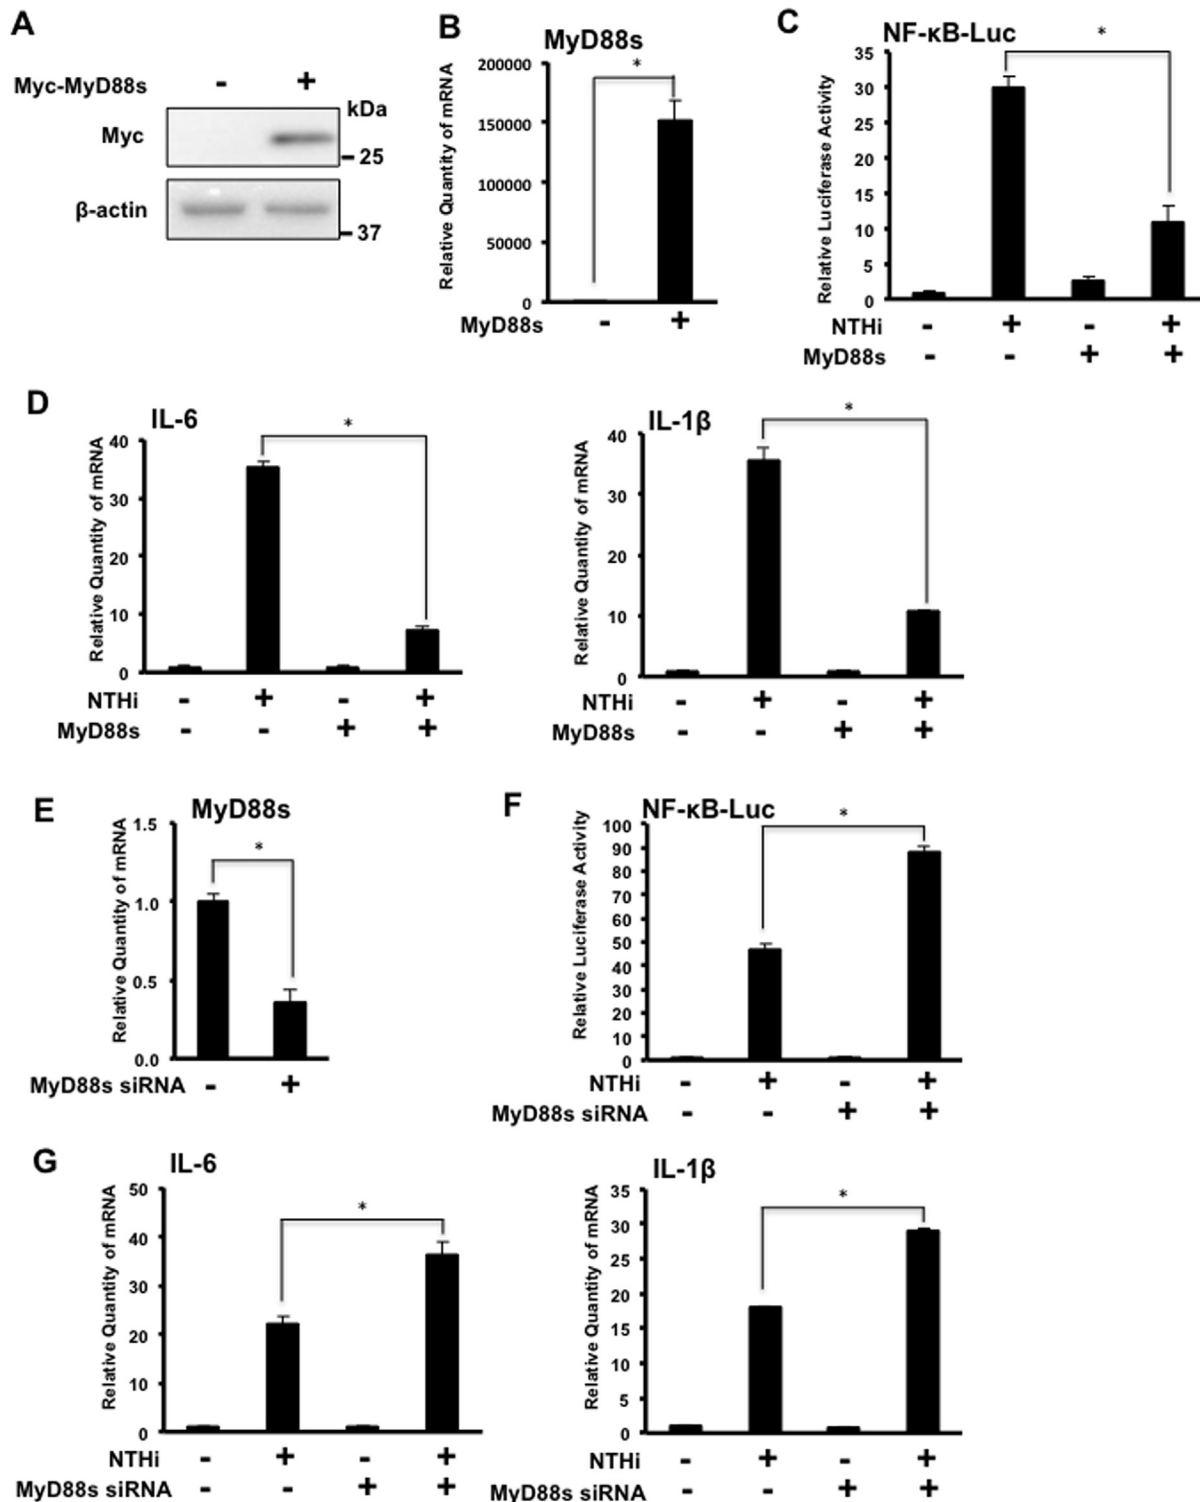 A
Myc-MyD88s - +
kDa
Myc
25
β-actin
37
B
MyD88s
*
Relative Quantity of mRNA
200000
150000
100000
50000
0
MyD88s - +
C
NF-κB-Luc
*
Relative Luciferase Activity
35
30
25
20
15
10
5
0
NTHi - + - +
MyD88s - - + +
D
IL-6
*
Relative Quantity of mRNA
40
30
20
10
0
NTHi - + - +
MyD88s - - + +
IL-1β
*
Relative Quantity of mRNA
40
30
20
10
0
NTHi - + - +
MyD88s - - + +
E
MyD88s
*
Relative Quantity of mRNA
1.5
1.0
0.5
0.0
MyD88s siRNA - +
F
NF-κB-Luc
*
Relative Luciferase Activity
100
90
80
70
60
50
40
30
20
10
0
NTHi - + - +
MyD88s siRNA - - + +
G
IL-6
*
Relative Quantity of mRNA
50
40
30
20
10
0
NTHi - + - +
MyD88s siRNA - - + +
IL-1β
*
Relative Quantity of mRNA
35
30
25
20
15
10
5
0
NTHi - + - +
MyD88s siRNA - - + +